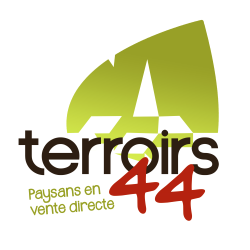 terroirs
44
Paysans en
vente directe